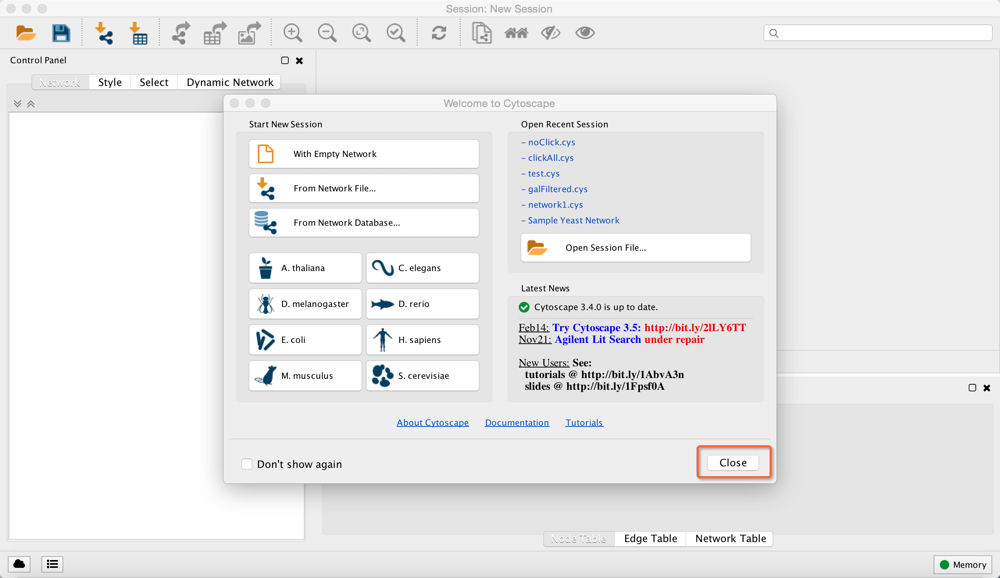 Session: New Session
Control Panel
Network
Style
Select
Dynamic Network
Welcome to Cytoscape
Start New Session
With Empty Network
From Network File...
From Network Database...
A. thaliana
C. elegans
D. melanogaster
D. rerio
E. coli
H. sapiens
M. musculus
S. cerevisiae
Open Recent Session
– noClick.cys
– clickAll.cys
– test.cys
– galFiltered.cys
– network1.cys
– Sample Yeast Network
Open Session File...
Latest News
Cytoscape 3.4.0 is up to date.
Feb14: Try Cytoscape 3.5: http://bit.ly/2lLY6TT
Nov21: Agilent Lit Search under repair
New Users: See:
tutorials @ http://bit.ly/1AbvA3n
slides @ http://bit.ly/1Fpsf0A
About Cytoscape
Documentation
Tutorials
Don't show again
Close
Node Table
Edge Table
Network Table
Memory